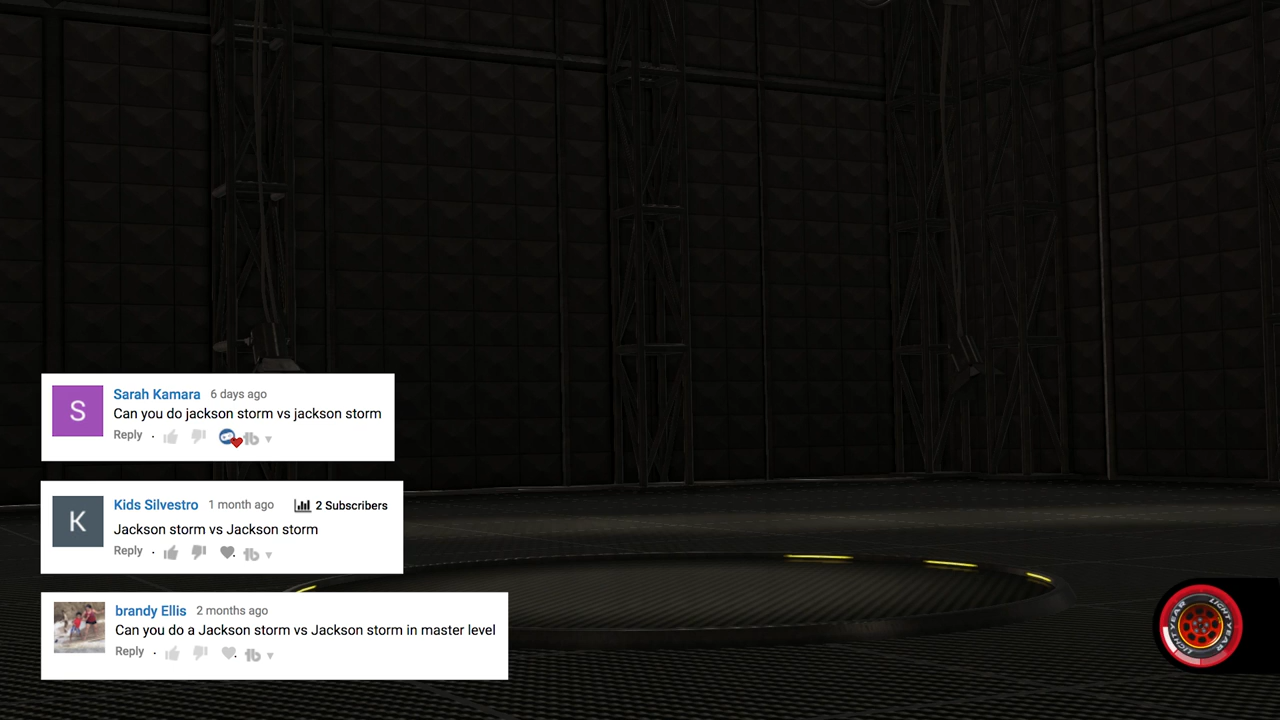 S
Sarah Kamara 6 days ago
Can you do jackson storm vs jackson storm
Reply
K
Kids Silvestro 1 month ago 2 Subscribers
Jackson storm vs Jackson storm
Reply
brandy Ellis 2 months ago
Can you do a Jackson storm vs Jackson storm in master level
Reply
LIGHTYEAR
LIGHTYEAR